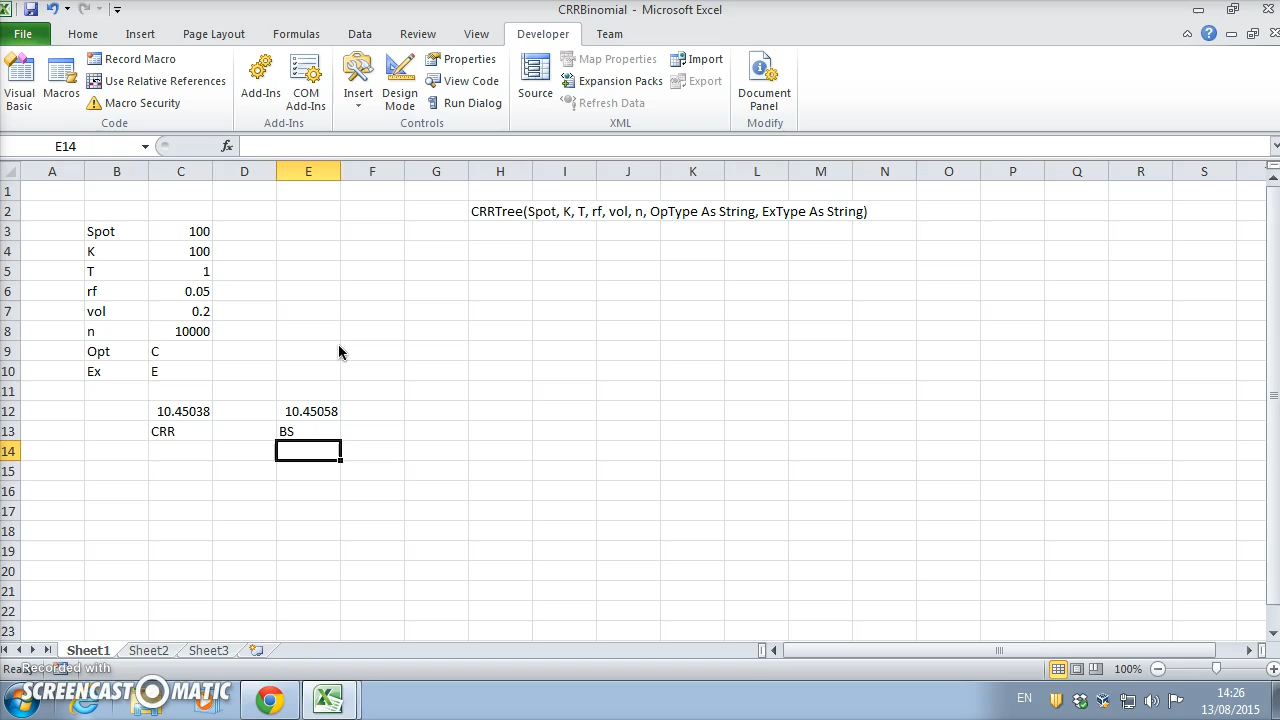 CRRBinomial - Microsoft Excel
File Home Insert Page Layout Formulas Data Review View Developer Team
Visual Basic
Macros
Record Macro
Use Relative References
Macro Security
Code
Add-Ins
COM Add-Ins
Add-Ins
Insert
Design Mode
Properties
View Code
Run Dialog
Controls
Source
Map Properties
Expansion Packs
Refresh Data
Import
Export
XML
Document Panel
Modify
E14 fx
A B C D E F G H I J K L M N O P Q R S
1
2 CRRTree(Spot, K, T, rf, vol, n, OpType As String, ExType As String)
3 Spot 100
4 K 100
5 T 1
6 rf 0.05
7 vol 0.2
8 n 10000
9 Opt C
10 Ex E
11
12 10.45038 10.45058
13 CRR BS
14
15
16
17
18
19
20
21
22
23
Sheet1 Sheet2 Sheet3
Recorded with 100%
SCREENCAST MATIC
EN 14:26
13/08/2015